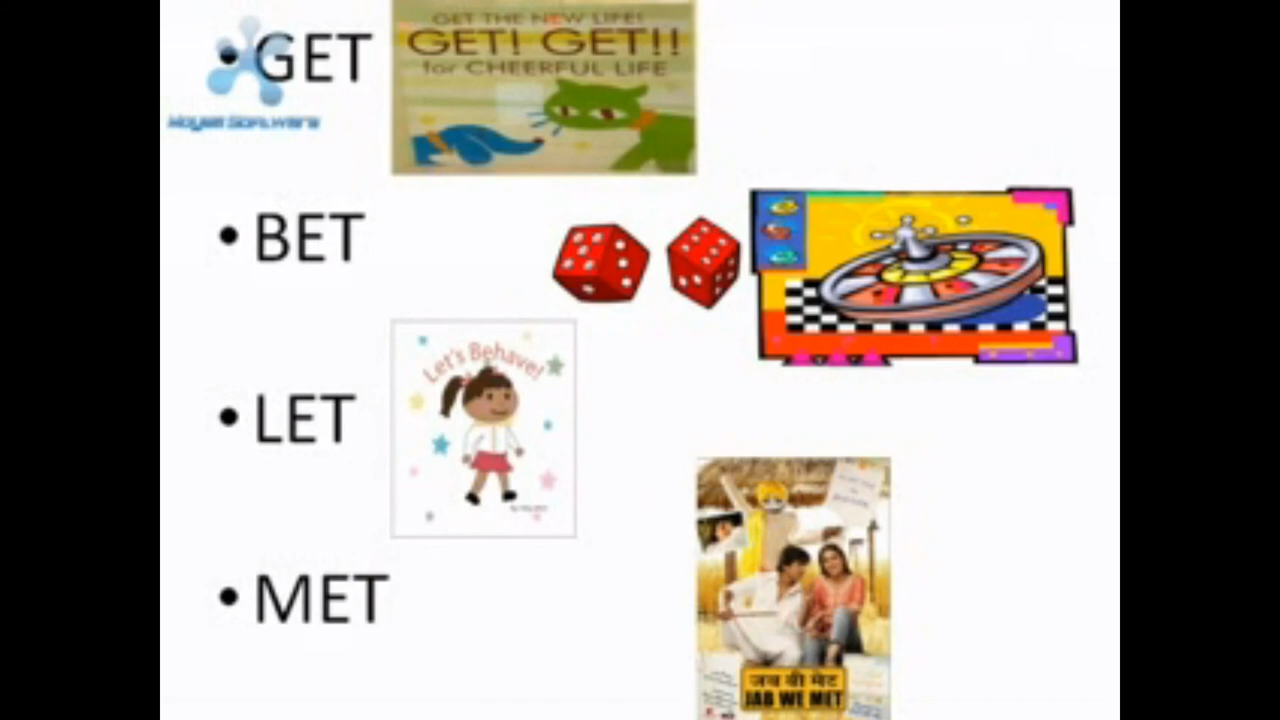 • GET
GET THE NEW LIFE!
GET! GET!!
for CHEERFUL LIFE
• BET
• LET
Let's Behave!
• MET
जब वी मेट
JAB WE MET